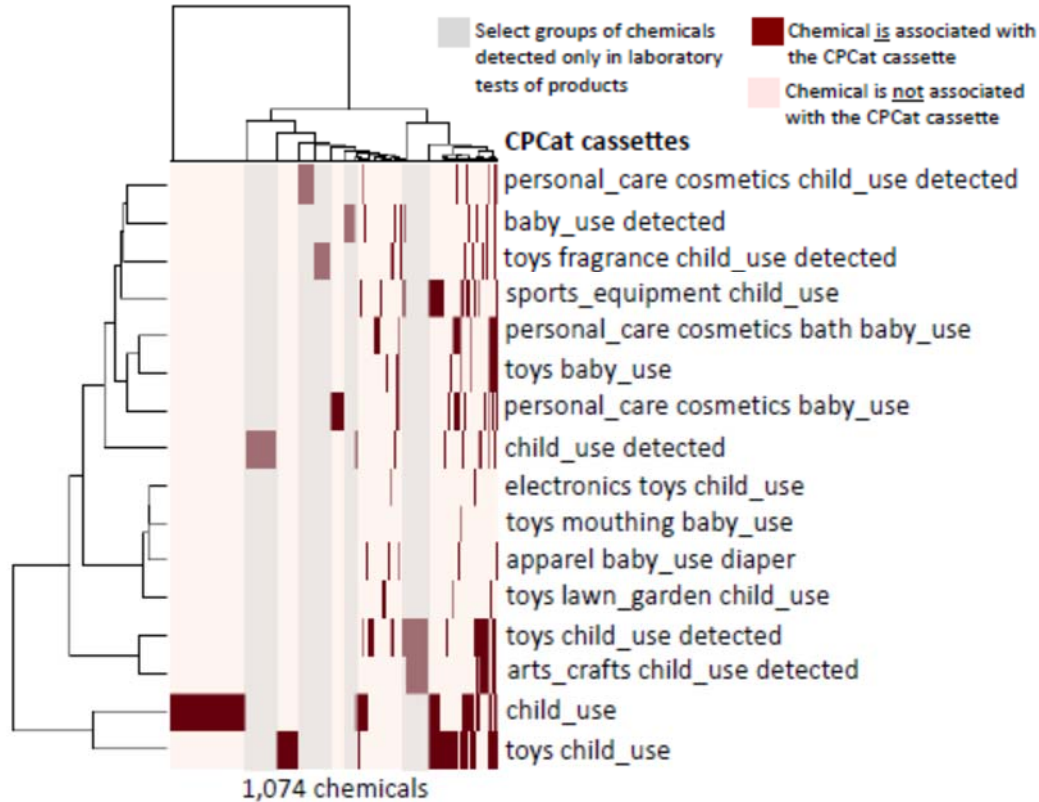 Select groups of chemicals
detected only in laboratory
tests of products
Chemical is associated with
the CPCat cassette
Chemical is not associated
with the CPCat cassette
CPCat cassettes
personal_care cosmetics child_use detected
baby_use detected
toys fragrance child_use detected
sports_equipment child_use
personal_care cosmetics bath baby_use
toys baby_use
personal_care cosmetics baby_use
child_use detected
electronics toys child_use
toys mouthing baby_use
apparel baby_use diaper
toys lawn_garden child_use
toys child_use detected
arts_crafts child_use detected
child_use
toys child_use
1,074 chemicals